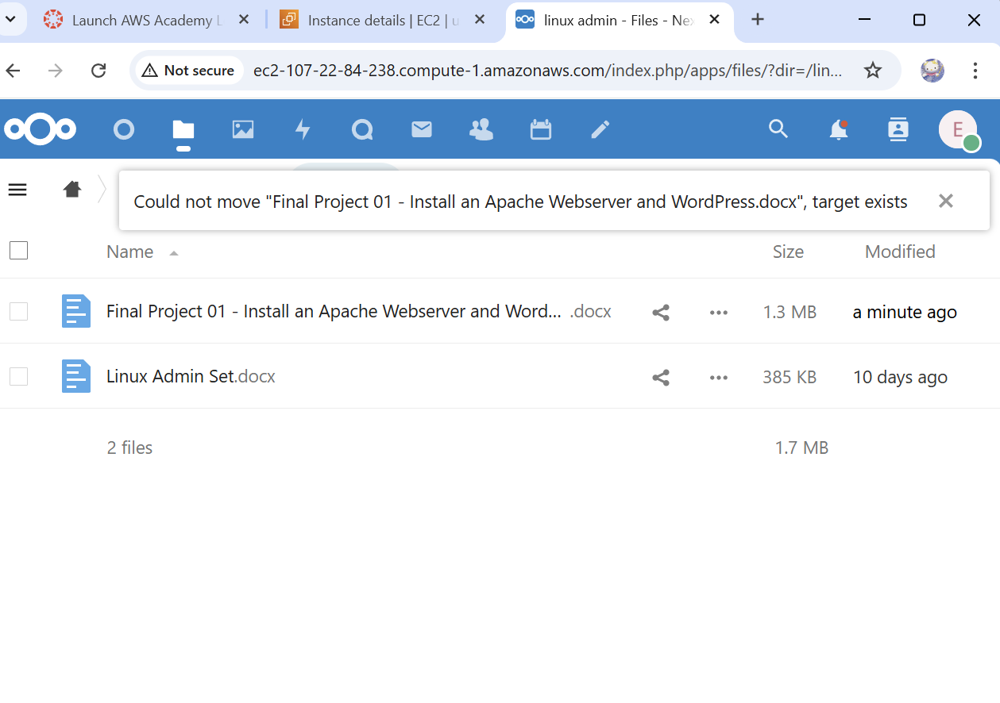 Launch AWS Academy L
Instance details | EC2 | u
linux admin - Files - Nex
Not secure
ec2-107-22-84-238.compute-1.amazonaws.com/index.php/apps/files/?dir=/lin...
E
Could not move "Final Project 01 - Install an Apache Webserver and WordPress.docx", target exists
Name Size Modified
Final Project 01 - Install an Apache Webserver and Word... .docx 1.3 MB a minute ago
Linux Admin Set.docx 385 KB 10 days ago
2 files 1.7 MB